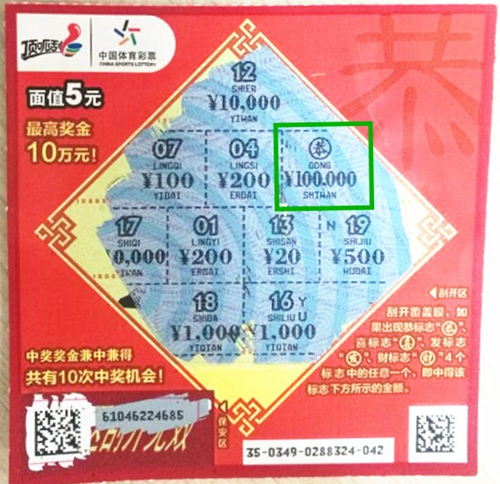 顶呱刮
中国体育彩票
CHINA SPORTS LOTTERY
恭
面值5元
最高奖金
10万元!
12
SHIER
¥10,000
YIWAN
07 04 恭
LINGQI LINGSI GONG
¥100 ¥200 ¥100,000
YIBAI ERBAI SHIWAN
17 01 13 N 19
SHIQI LINGYI SHISAN SHIJIU
0,000 ¥200 ¥20 ¥500
IWAN ERBAI ERSHI WUBAI
18 16 Y
SHIBA SHILIU U
¥1,000 ¥1,000
YIQIAN YIQIAN
刮开区
刮开覆盖膜,如
果出现恭标志“恭”、
喜标志“喜”、发标志
“發”、财标志“财”4个
标志中的任意一个,即中得该
标志下方所示的金额。
中奖奖金兼中兼得
共有10次中奖机会!
61046224685
保安区
35-0349-0288324-042